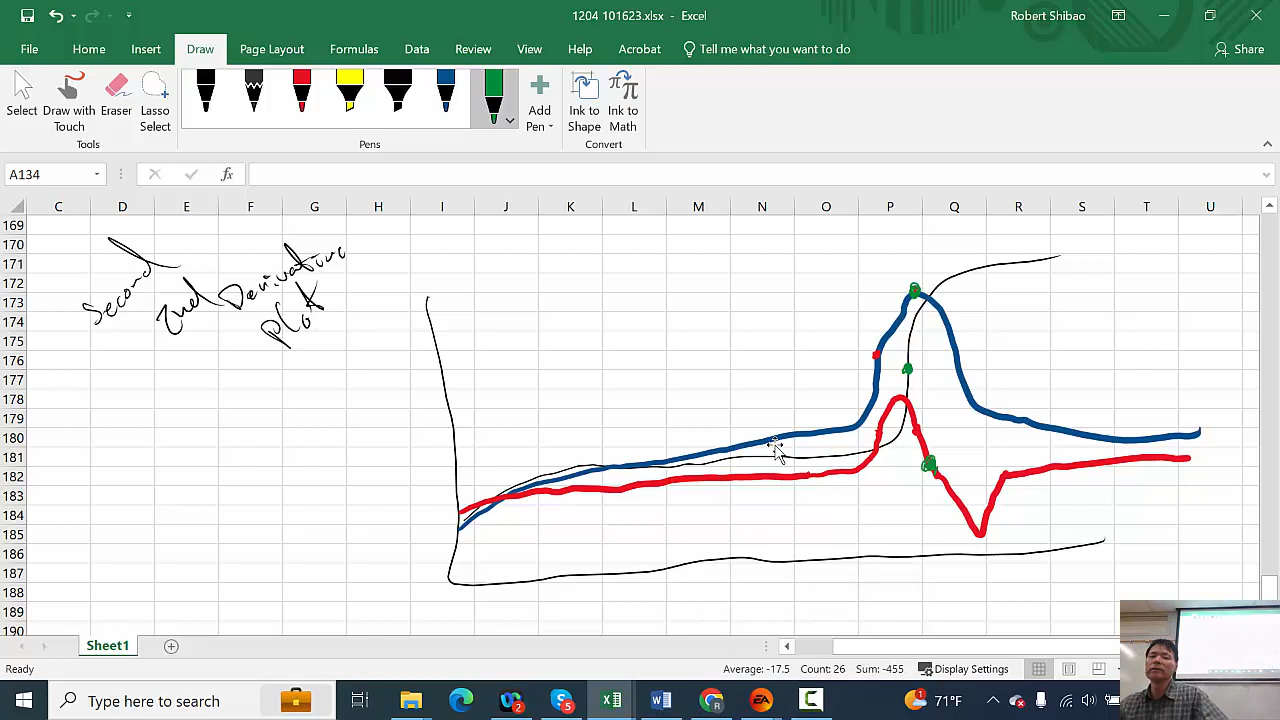 1204 101623.xlsx - Excel
Robert Shibao
File Home Insert Draw Page Layout Formulas Data Review View Help Acrobat Tell me what you want to do Share
Select Draw with Touch Eraser Lasso Select Add Pen Ink to Shape Ink to Math
Tools Pens Convert
A134 fx
C D E F G H I J K L M N O P Q R S T U
169
170
171
172
173
174
175
176
177
178
179
180
181
182
183
184
185
186
187
188
189
190
Second Derivative
Plot
Sheet1
Ready Average: -17.5 Count: 26 Sum: -455 Display Settings
Type here to search 2 5 1 71°F